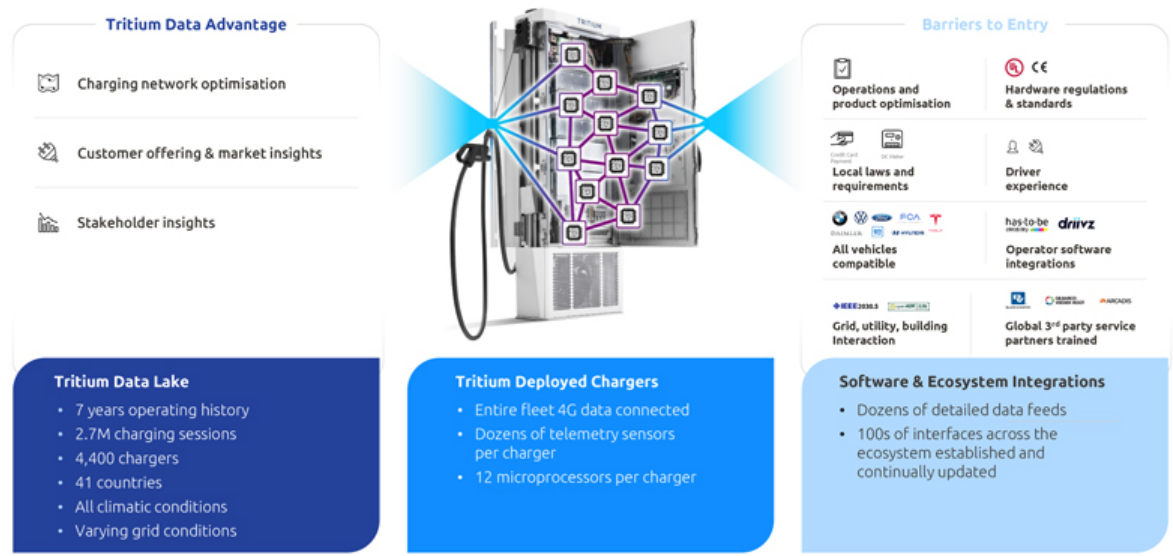 Tritium Data Advantage
Charging network optimisation
Customer offering & market insights
Stakeholder insights
TRITIUM
Barriers to Entry
Operations and
product optimisation
UL CE
Hardware regulations
& standards
Credit Card
Payment
DC Meter
Local laws and
requirements
Driver
experience
Ford FCA
DAIMLER HYUNDAI TESLA
All vehicles
compatible
has·to·be driivz
Operator software
integrations
IEEE2030.5
Grid, utility, building
Interaction
ARCADIS
Global 3rd party service
partners trained
Tritium Data Lake
• 7 years operating history
• 2.7M charging sessions
• 4,400 chargers
• 41 countries
• All climatic conditions
• Varying grid conditions
Tritium Deployed Chargers
• Entire fleet 4G data connected
• Dozens of telemetry sensors
per charger
• 12 microprocessors per charger
Software & Ecosystem Integrations
• Dozens of detailed data feeds
• 100s of interfaces across the
ecosystem established and
continually updated